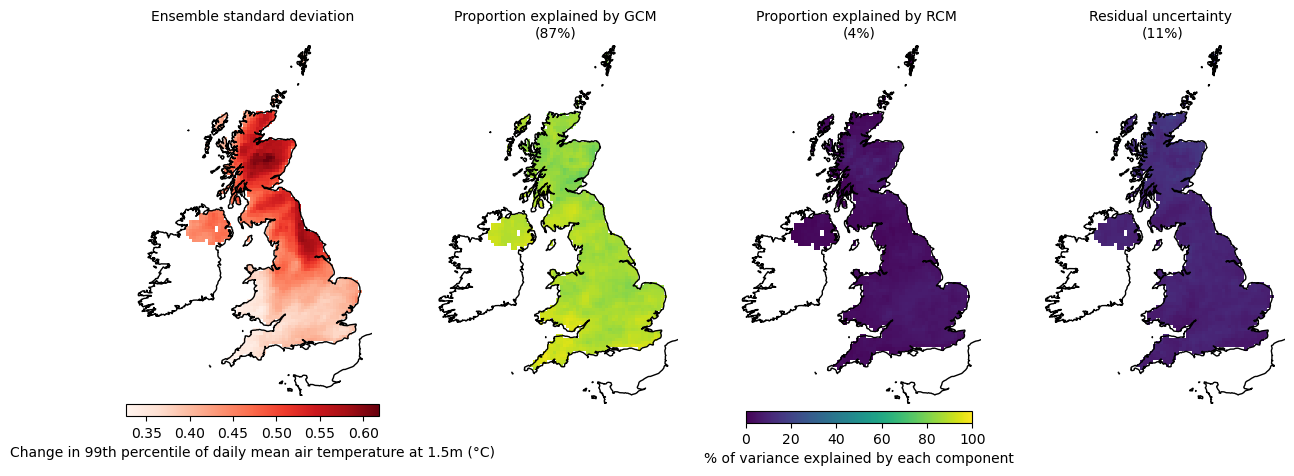 Ensemble standard deviation
Proportion explained by GCM
(87%)
Proportion explained by RCM
(4%)
Residual uncertainty
(11%)
0.35 0.40 0.45 0.50 0.55 0.60
Change in 99th percentile of daily mean air temperature at 1.5m (°C)
0 20 40 60 80 100
% of variance explained by each component